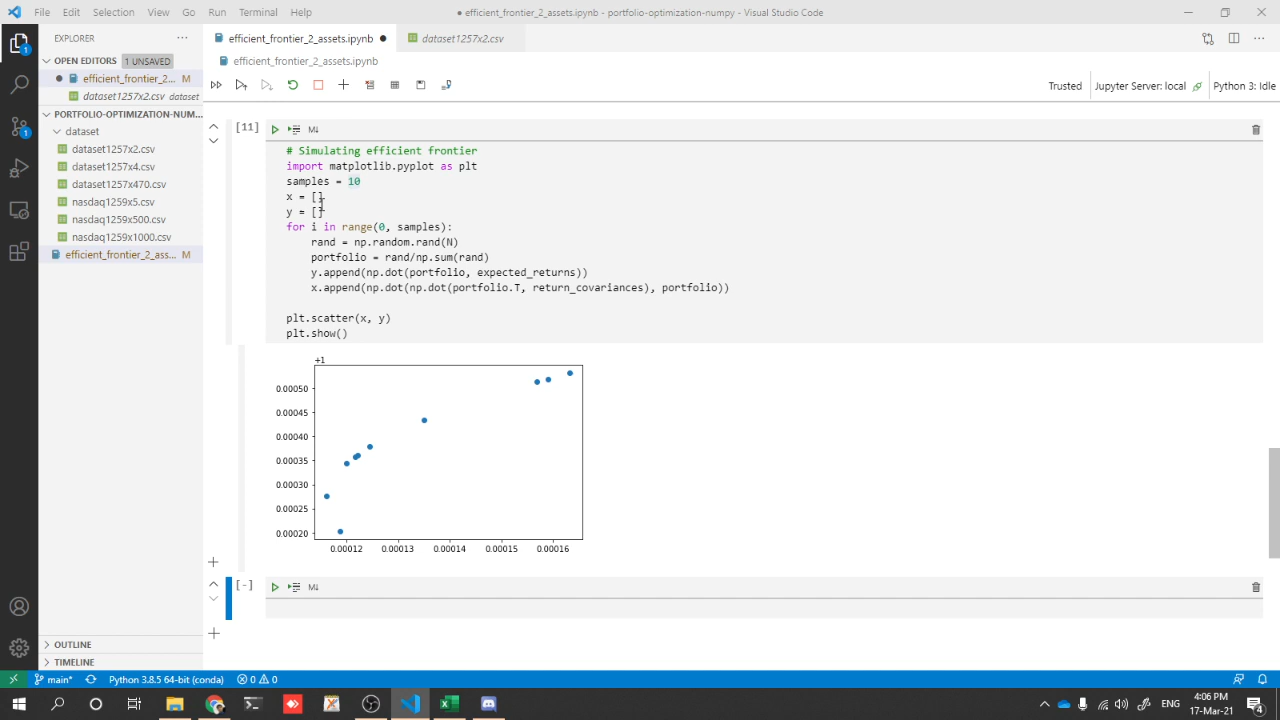 File Edit Selection View Go Run Terminal Help
● efficient_frontier_2_assets.ipynb - portfolio-optimization-numpy - Visual Studio Code
EXPLORER
efficient_frontier_2_assets.ipynb
dataset1257x2.csv
OPEN EDITORS 1 UNSAVED
efficient_frontier_2... M
dataset1257x2.csv dataset
PORTFOLIO-OPTIMIZATION-NUM...
dataset
dataset1257x2.csv
dataset1257x4.csv
dataset1257x470.csv
nasdaq1259x5.csv
nasdaq1259x500.csv
nasdaq1259x1000.csv
efficient_frontier_2_ass... M
OUTLINE
TIMELINE
efficient_frontier_2_assets.ipynb
Trusted Jupyter Server: local Python 3: Idle
[11] M↓
# Simulating efficient frontier
import matplotlib.pyplot as plt
samples = 10
x = []
y = []
for i in range(0, samples):
rand = np.random.rand(N)
portfolio = rand/np.sum(rand)
y.append(np.dot(portfolio, expected_returns))
x.append(np.dot(np.dot(portfolio.T, return_covariances), portfolio))
plt.scatter(x, y)
plt.show()
+1
0.00050
0.00045
0.00040
0.00035
0.00030
0.00025
0.00020
0.00012 0.00013 0.00014 0.00015 0.00016
[-] M↓
main* Python 3.8.5 64-bit (conda) 0 0
1
1
ENG
4:06 PM
17-Mar-21
4